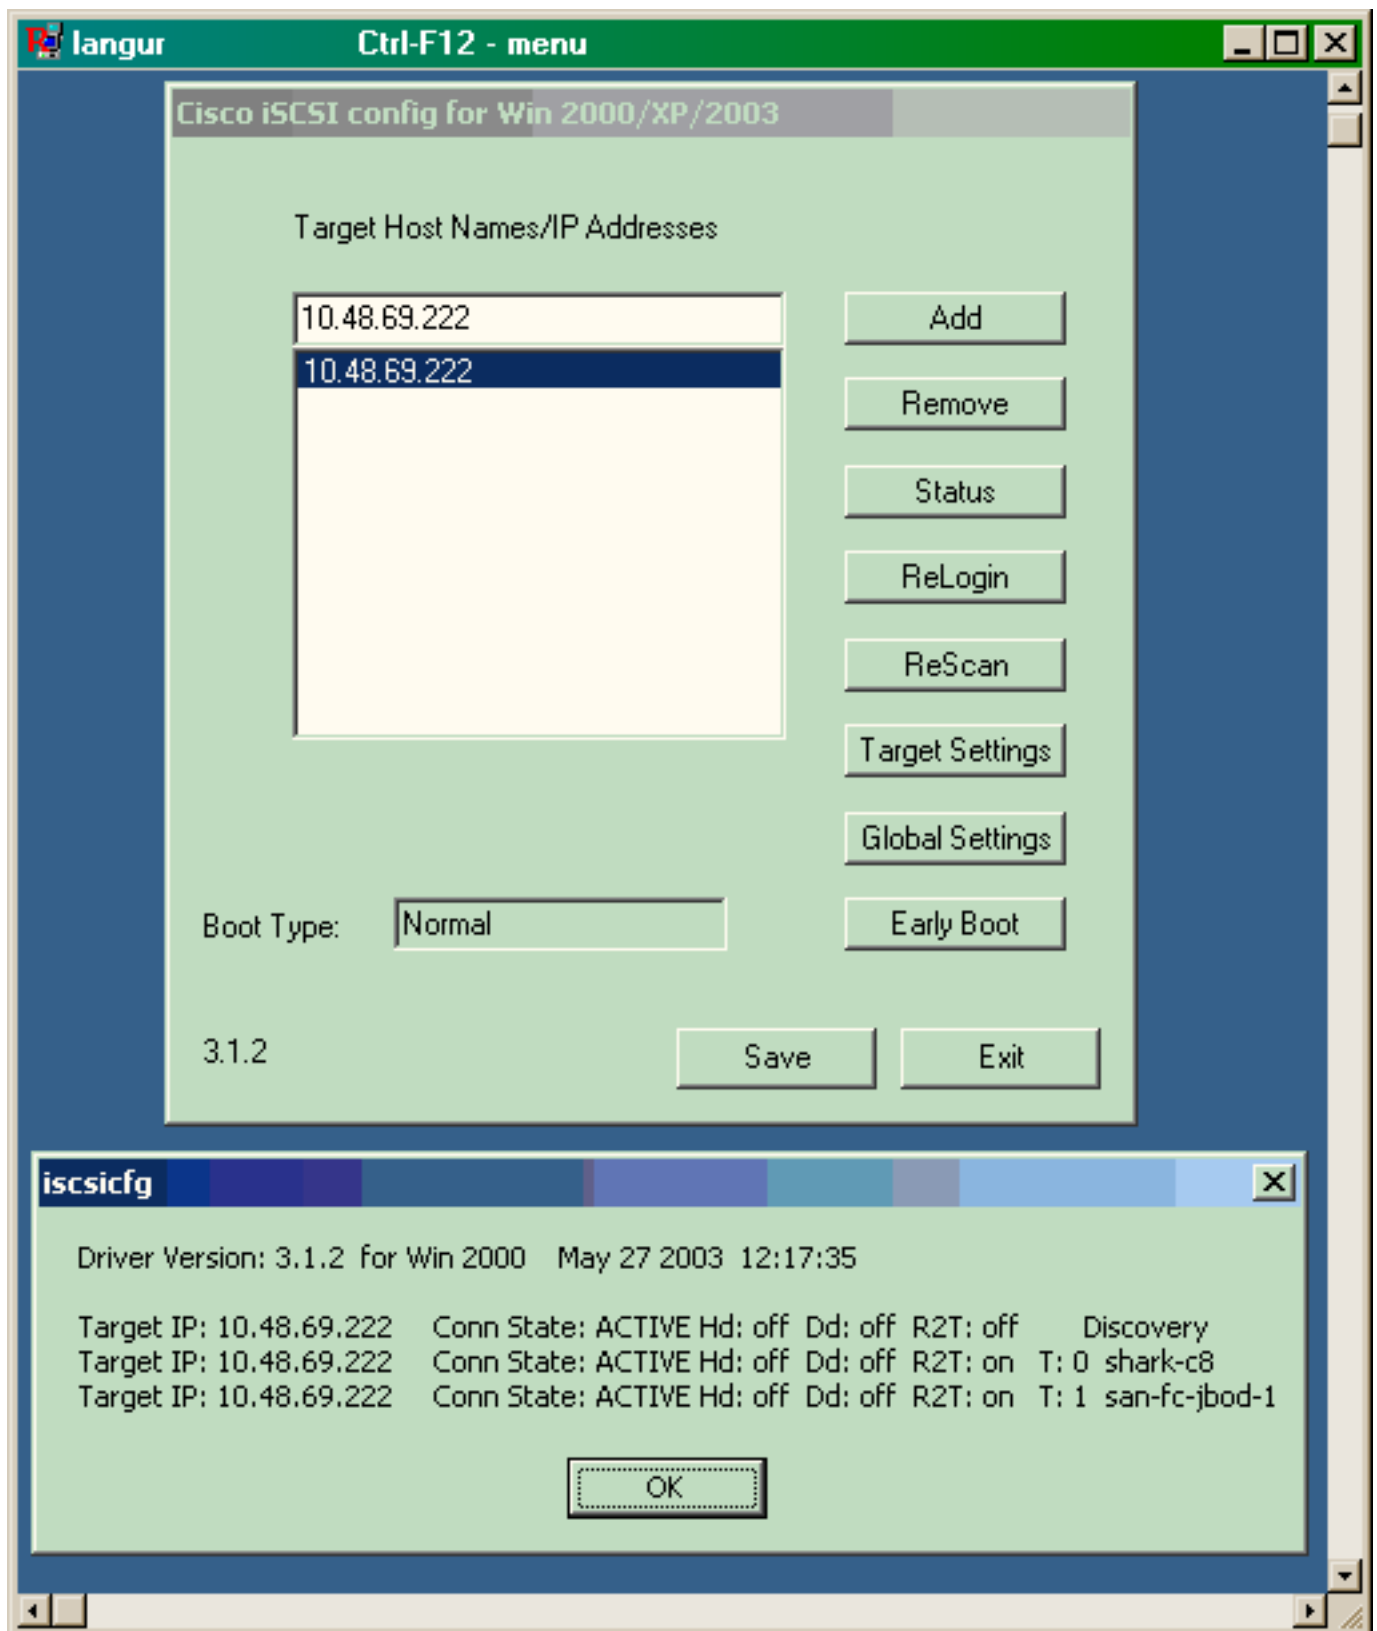 langur Ctrl-F12 - menu
Cisco iSCSI config for Win 2000/XP/2003
Target Host Names/IP Addresses
10.48.69.222
Add
10.48.69.222
Remove
Status
ReLogin
ReScan
Target Settings
Global Settings
Boot Type: Normal
Early Boot
3.1.2
Save
Exit
iscsicfg
Driver Version: 3.1.2 for Win 2000 May 27 2003 12:17:35
Target IP: 10.48.69.222 Conn State: ACTIVE Hd: off Dd: off R2T: off Discovery
Target IP: 10.48.69.222 Conn State: ACTIVE Hd: off Dd: off R2T: on T: 0 shark-c8
Target IP: 10.48.69.222 Conn State: ACTIVE Hd: off Dd: off R2T: on T: 1 san-fc-jbod-1
OK